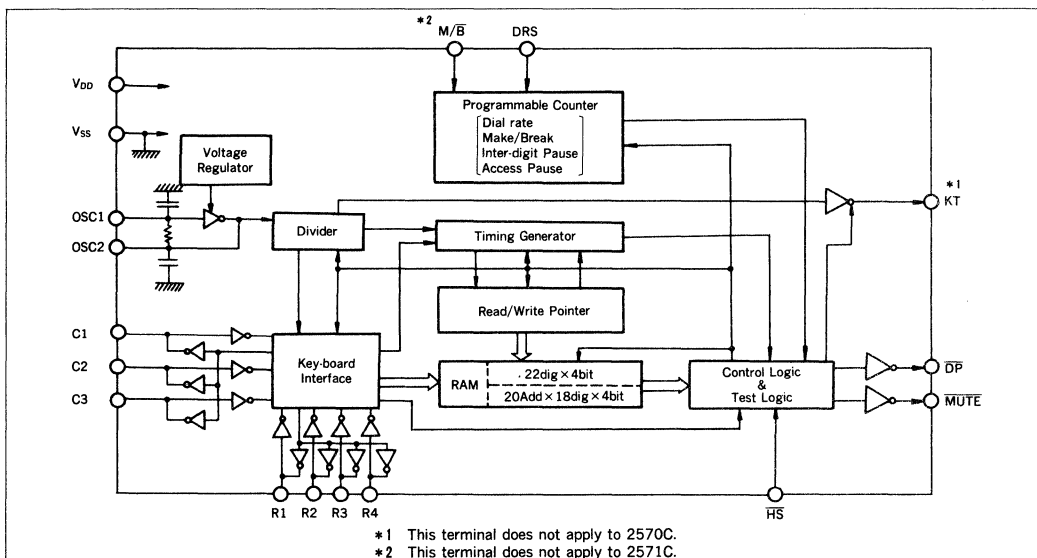 *2
M/B̅
DRS
VDD
VSS
Programmable Counter
Dial rate
Make/Break
Inter-digit Pause
Access Pause
Voltage
Regulator
*1
KT
OSC1
OSC2
Divider
Timing Generator
Read/Write Pointer
C1
C2
C3
Key-board
Interface
RAM
.22dig×4bit
20Add×18dig×4bit
Control Logic
&
Test Logic
D̅P̅
M̅U̅T̅E̅
R1 R2 R3 R4
H̅S̅
*1 This terminal does not apply to 2570C.
*2 This terminal does not apply to 2571C.